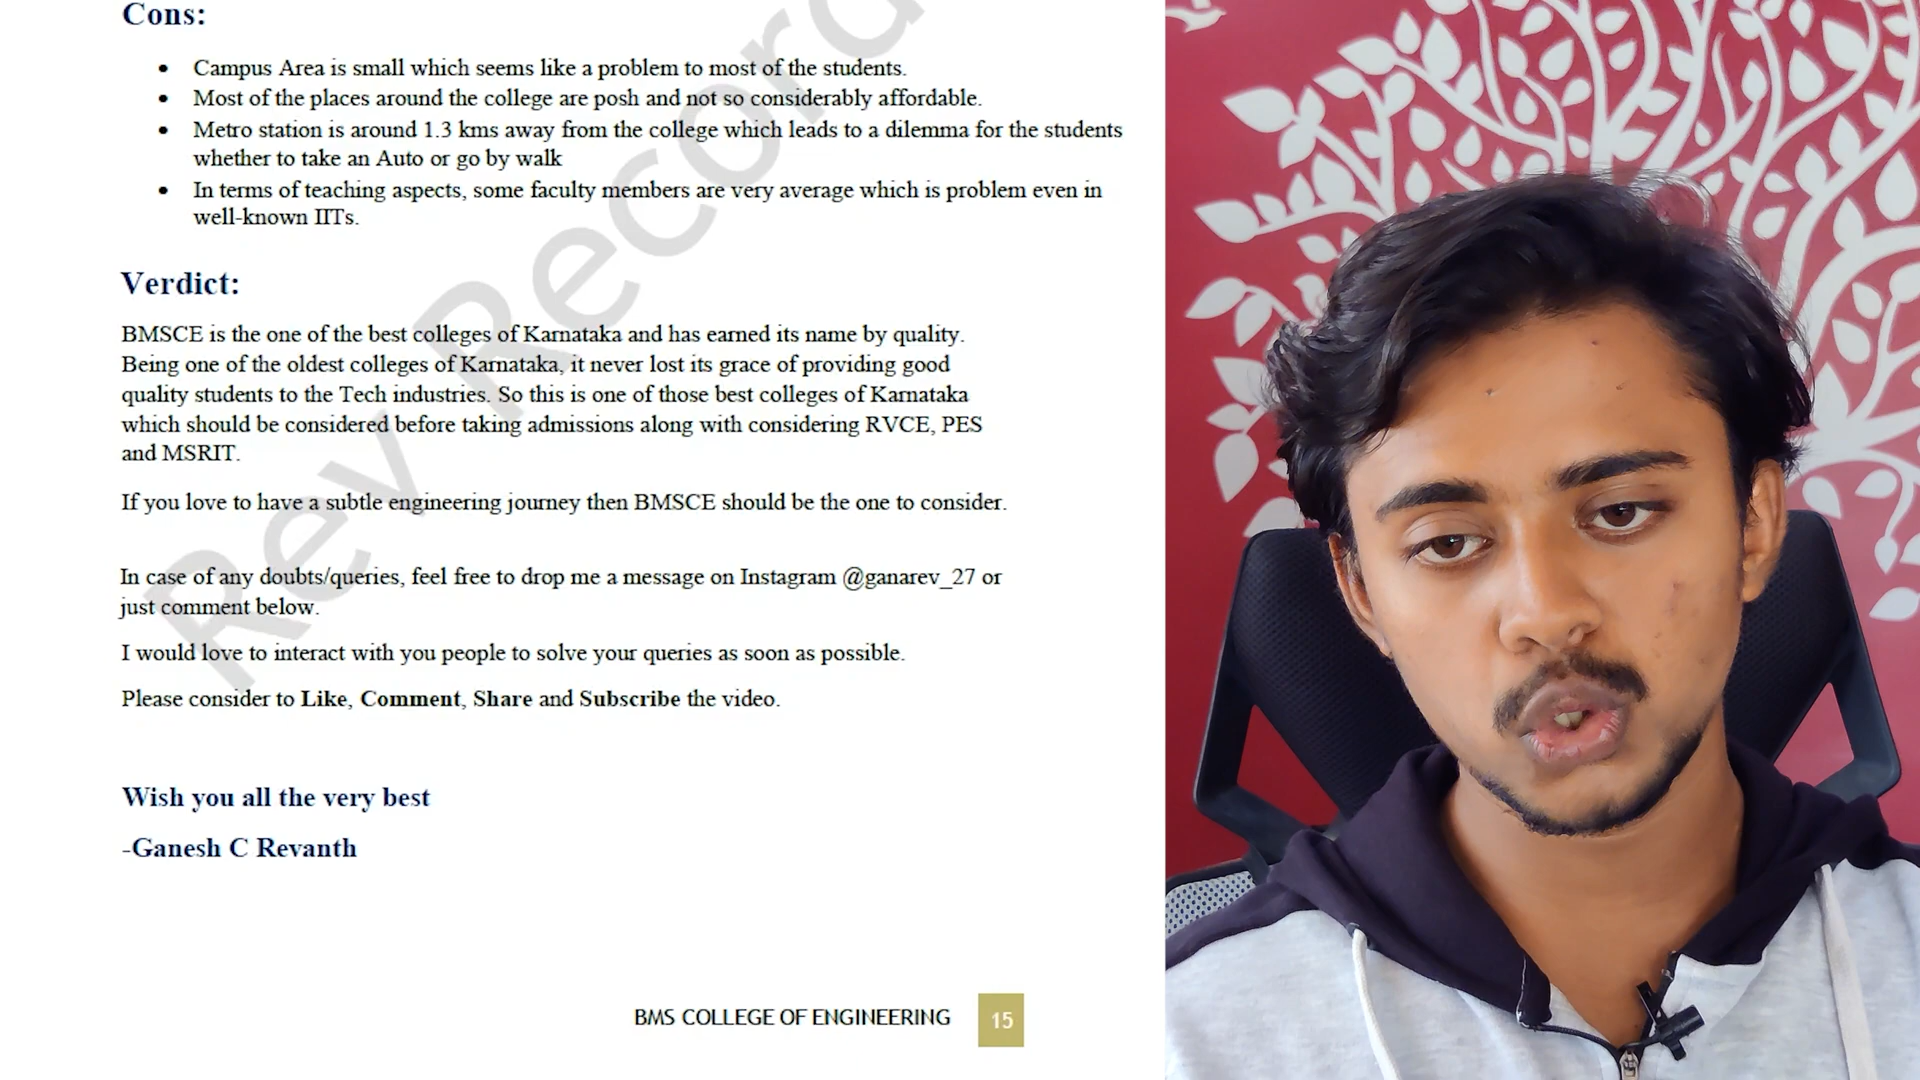 Cons:
• Campus Area is small which seems like a problem to most of the students.
• Most of the places around the college are posh and not so considerably affordable.
• Metro station is around 1.3 kms away from the college which leads to a dilemma for the students
whether to take an Auto or go by walk
• In terms of teaching aspects, some faculty members are very average which is problem even in
well-known IITs.
Verdict:
BMSCE is the one of the best colleges of Karnataka and has earned its name by quality.
Being one of the oldest colleges of Karnataka, it never lost its grace of providing good
quality students to the Tech industries. So this is one of those best colleges of Karnataka
which should be considered before taking admissions along with considering RVCE, PES
and MSRIT.
If you love to have a subtle engineering journey then BMSCE should be the one to consider.
In case of any doubts/queries, feel free to drop me a message on Instagram @ganarev_27 or
just comment below.
I would love to interact with you people to solve your queries as soon as possible.
Please consider to Like, Comment, Share and Subscribe the video.
Wish you all the very best
-Ganesh C Revanth
BMS COLLEGE OF ENGINEERING 15
Rev Record